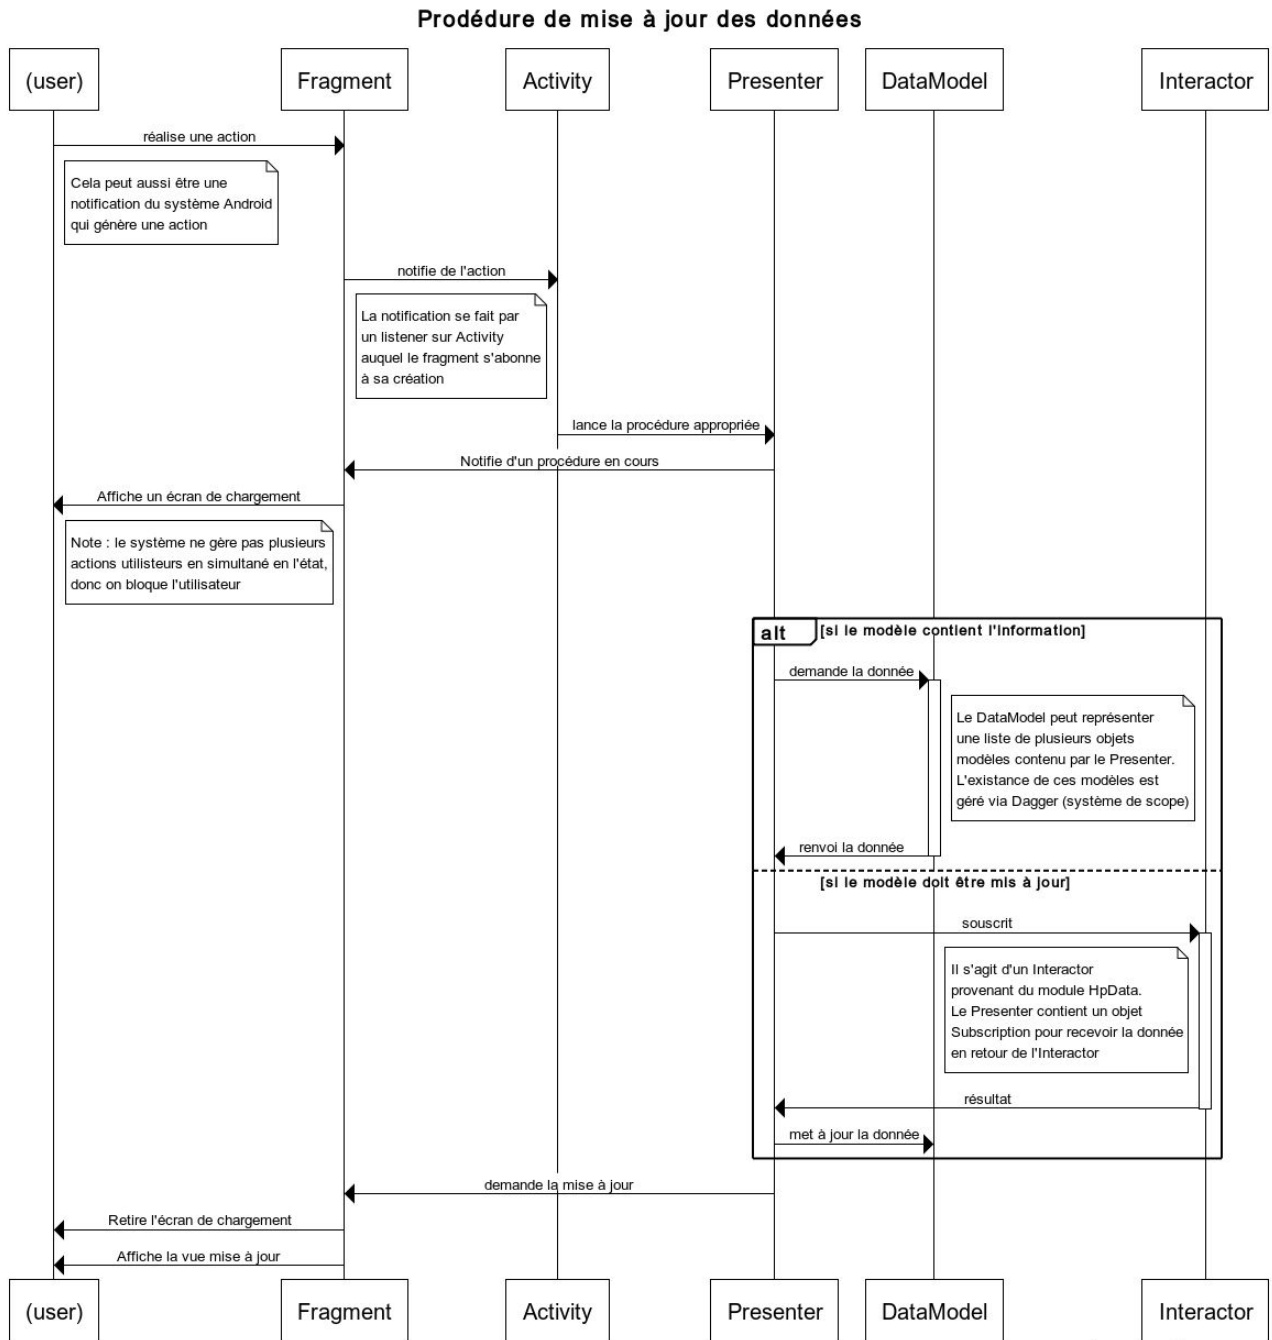 Prodédure de mise à jour des données
(user)
Fragment
Activity
Presenter
DataModel
Interactor
réalise une action
Cela peut aussi être une
notification du système Android
qui génère une action
notifie de l'action
La notification se fait par
un listener sur Activity
auquel le fragment s'abonne
à sa création
lance la procédure appropriée
Notifie d'un procédure en cours
Affiche un écran de chargement
Note : le système ne gère pas plusieurs
actions utilisteurs en simultané en l'état,
donc on bloque l'utilisateur
alt
[si le modèle contient l'information]
demande la donnée
Le DataModel peut représenter
une liste de plusieurs objets
modèles contenu par le Presenter.
L'existance de ces modèles est
géré via Dagger (système de scope)
renvoi la donnée
[si le modèle doit être mis à jour]
souscrit
Il s'agit d'un Interactor
provenant du module HpData.
Le Presenter contient un objet
Subscription pour recevoir la donnée
en retour de l'Interactor
résultat
met à jour la donnée
demande la mise à jour
Retire l'écran de chargement
Affiche la vue mise à jour
(user)
Fragment
Activity
Presenter
DataModel
Interactor